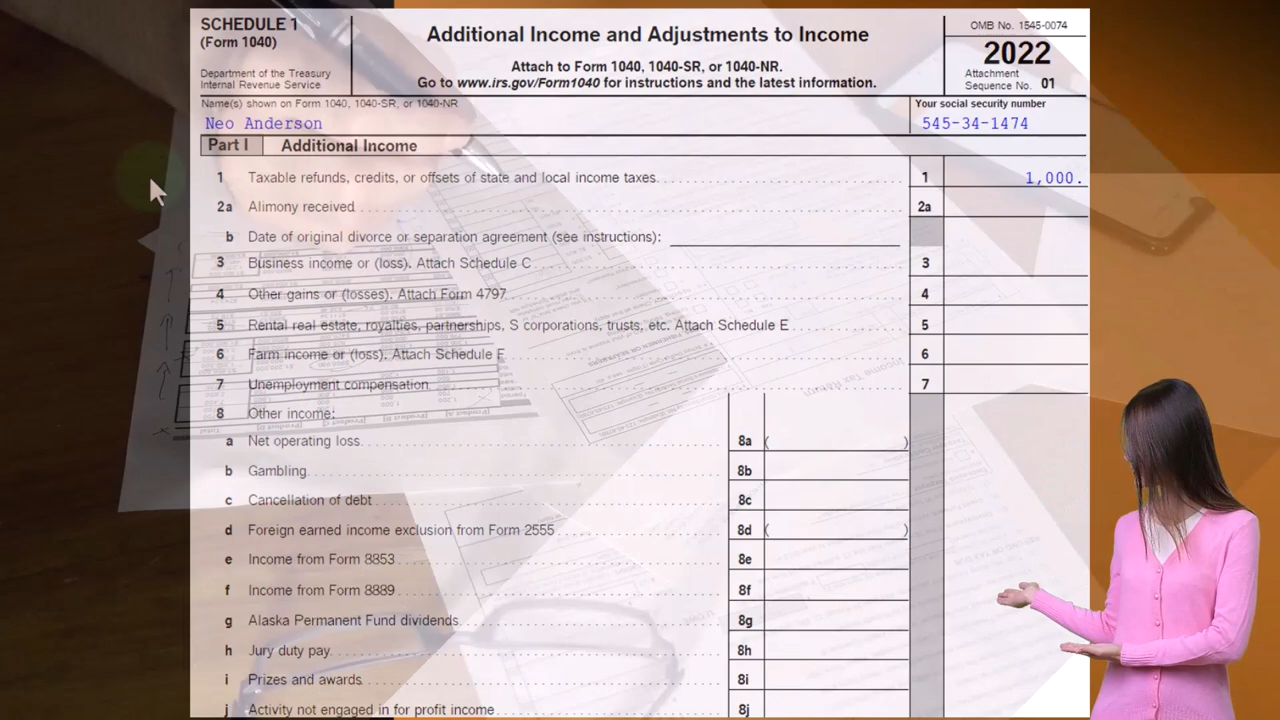 SCHEDULE 1
(Form 1040)
Department of the Treasury
Internal Revenue Service
Additional Income and Adjustments to Income
Attach to Form 1040, 1040-SR, or 1040-NR.
Go to www.irs.gov/Form1040 for instructions and the latest information.
OMB No. 1545-0074
2022
Attachment
Sequence No. 01
Name(s) shown on Form 1040, 1040-SR, or 1040-NR
Neo Anderson
Your social security number
545-34-1474
Part I Additional Income
1 Taxable refunds, credits, or offsets of state and local income taxes 1 1,000.
2a Alimony received 2a
b Date of original divorce or separation agreement (see instructions):
3 Business income or (loss). Attach Schedule C 3
4 Other gains or (losses). Attach Form 4797 4
5 Rental real estate, royalties, partnerships, S corporations, trusts, etc. Attach Schedule E 5
6 Farm income or (loss). Attach Schedule F 6
7 Unemployment compensation 7
8 Other income:
a Net operating loss 8a ( )
b Gambling 8b
c Cancellation of debt 8c
d Foreign earned income exclusion from Form 2555 8d ( )
e Income from Form 8853 8e
f Income from Form 8889 8f
g Alaska Permanent Fund dividends 8g
h Jury duty pay 8h
i Prizes and awards 8i
j Activity not engaged in for profit income 8j